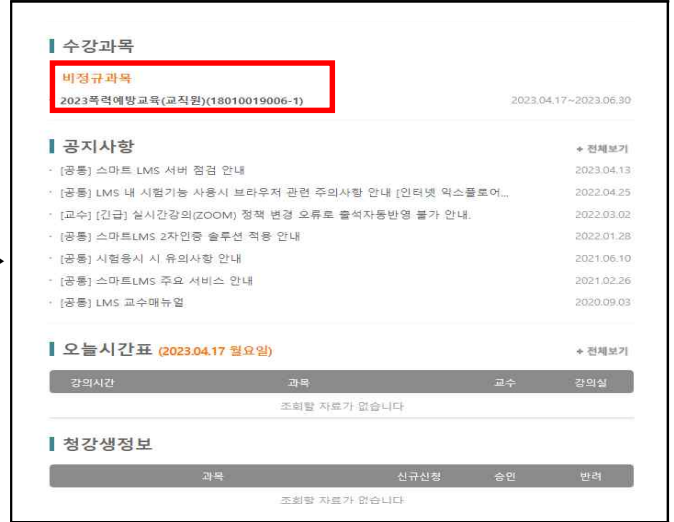 수강과목
비정규과목
2023폭력예방교육(교직원)(18010019006-1) 2023.04.17~2023.06.30
공지사항 + 전체보기
· [공통] 스마트 LMS 서버 점검 안내 2023.04.13
· [공통] LMS 내 시험기능 사용시 브라우저 관련 주의사항 안내 [인터넷 익스플로어... 2022.04.25
· [교수] [긴급] 실시간강의(ZOOM) 정책 변경 오류로 출석자동반영 불가 안내. 2022.03.02
· [공통] 스마트LMS 2차인증 솔루션 적용 안내 2022.01.28
· [공통] 시험응시 시 유의사항 안내 2021.06.10
· [공통] 스마트LMS 주요 서비스 안내 2021.02.26
· [공통] LMS 교수매뉴얼 2020.09.03
오늘시간표 (2023.04.17 월요일) + 전체보기
강의시간 과목 교수 강의실
조회할 자료가 없습니다
청강생정보
과목 신규신청 승인 반려
조회할 자료가 없습니다